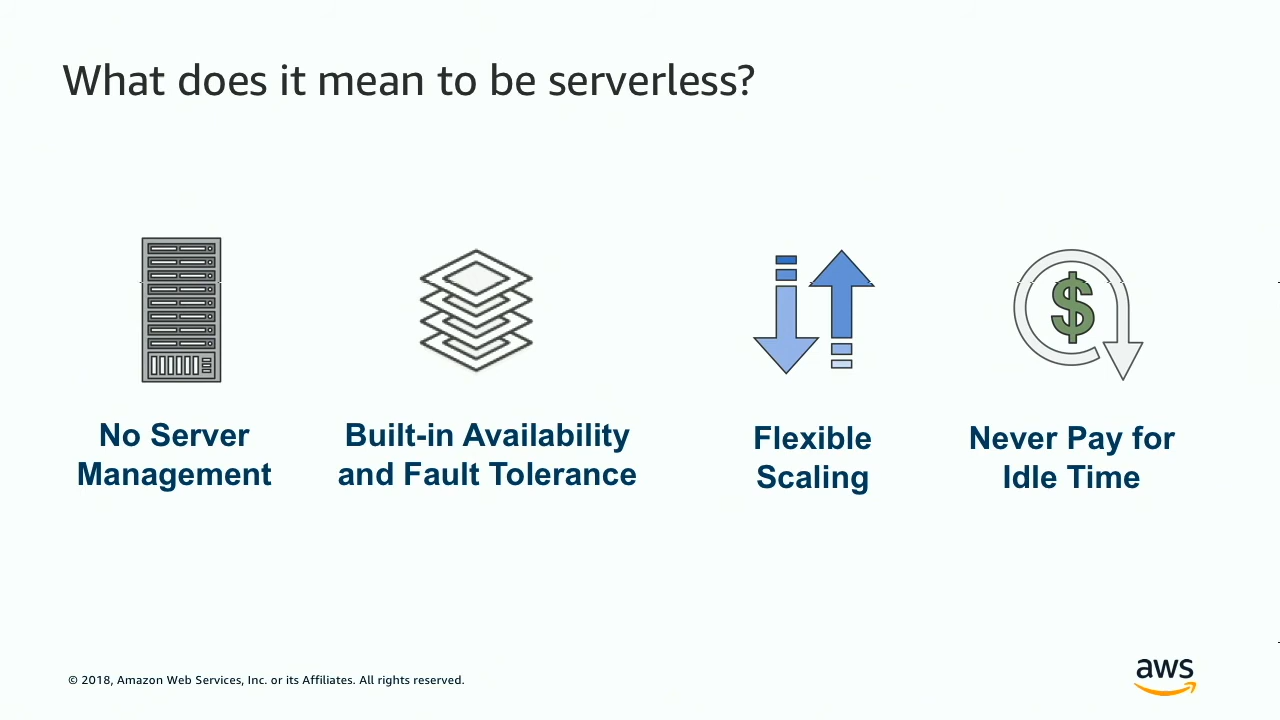 What does it mean to be serverless?
No Server
Management
Built-in Availability
and Fault Tolerance
Flexible
Scaling
Never Pay for
Idle Time
$
© 2018, Amazon Web Services, Inc. or its Affiliates. All rights reserved.
aws